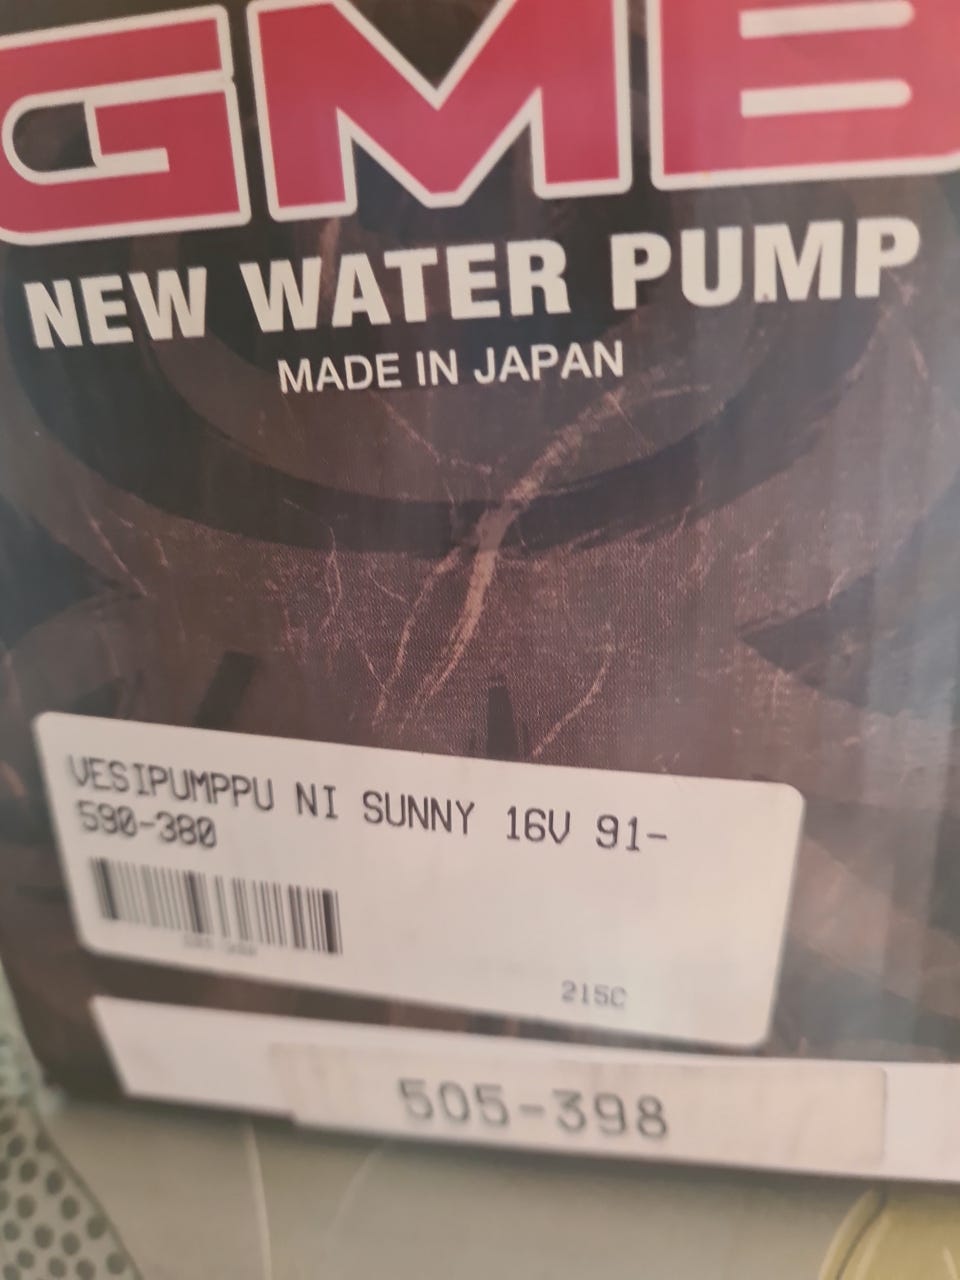 GMB
NEW WATER PUMP
MADE IN JAPAN
VESIPUMPPU NI SUNNY 16V 91-
590-380
215C
505-398